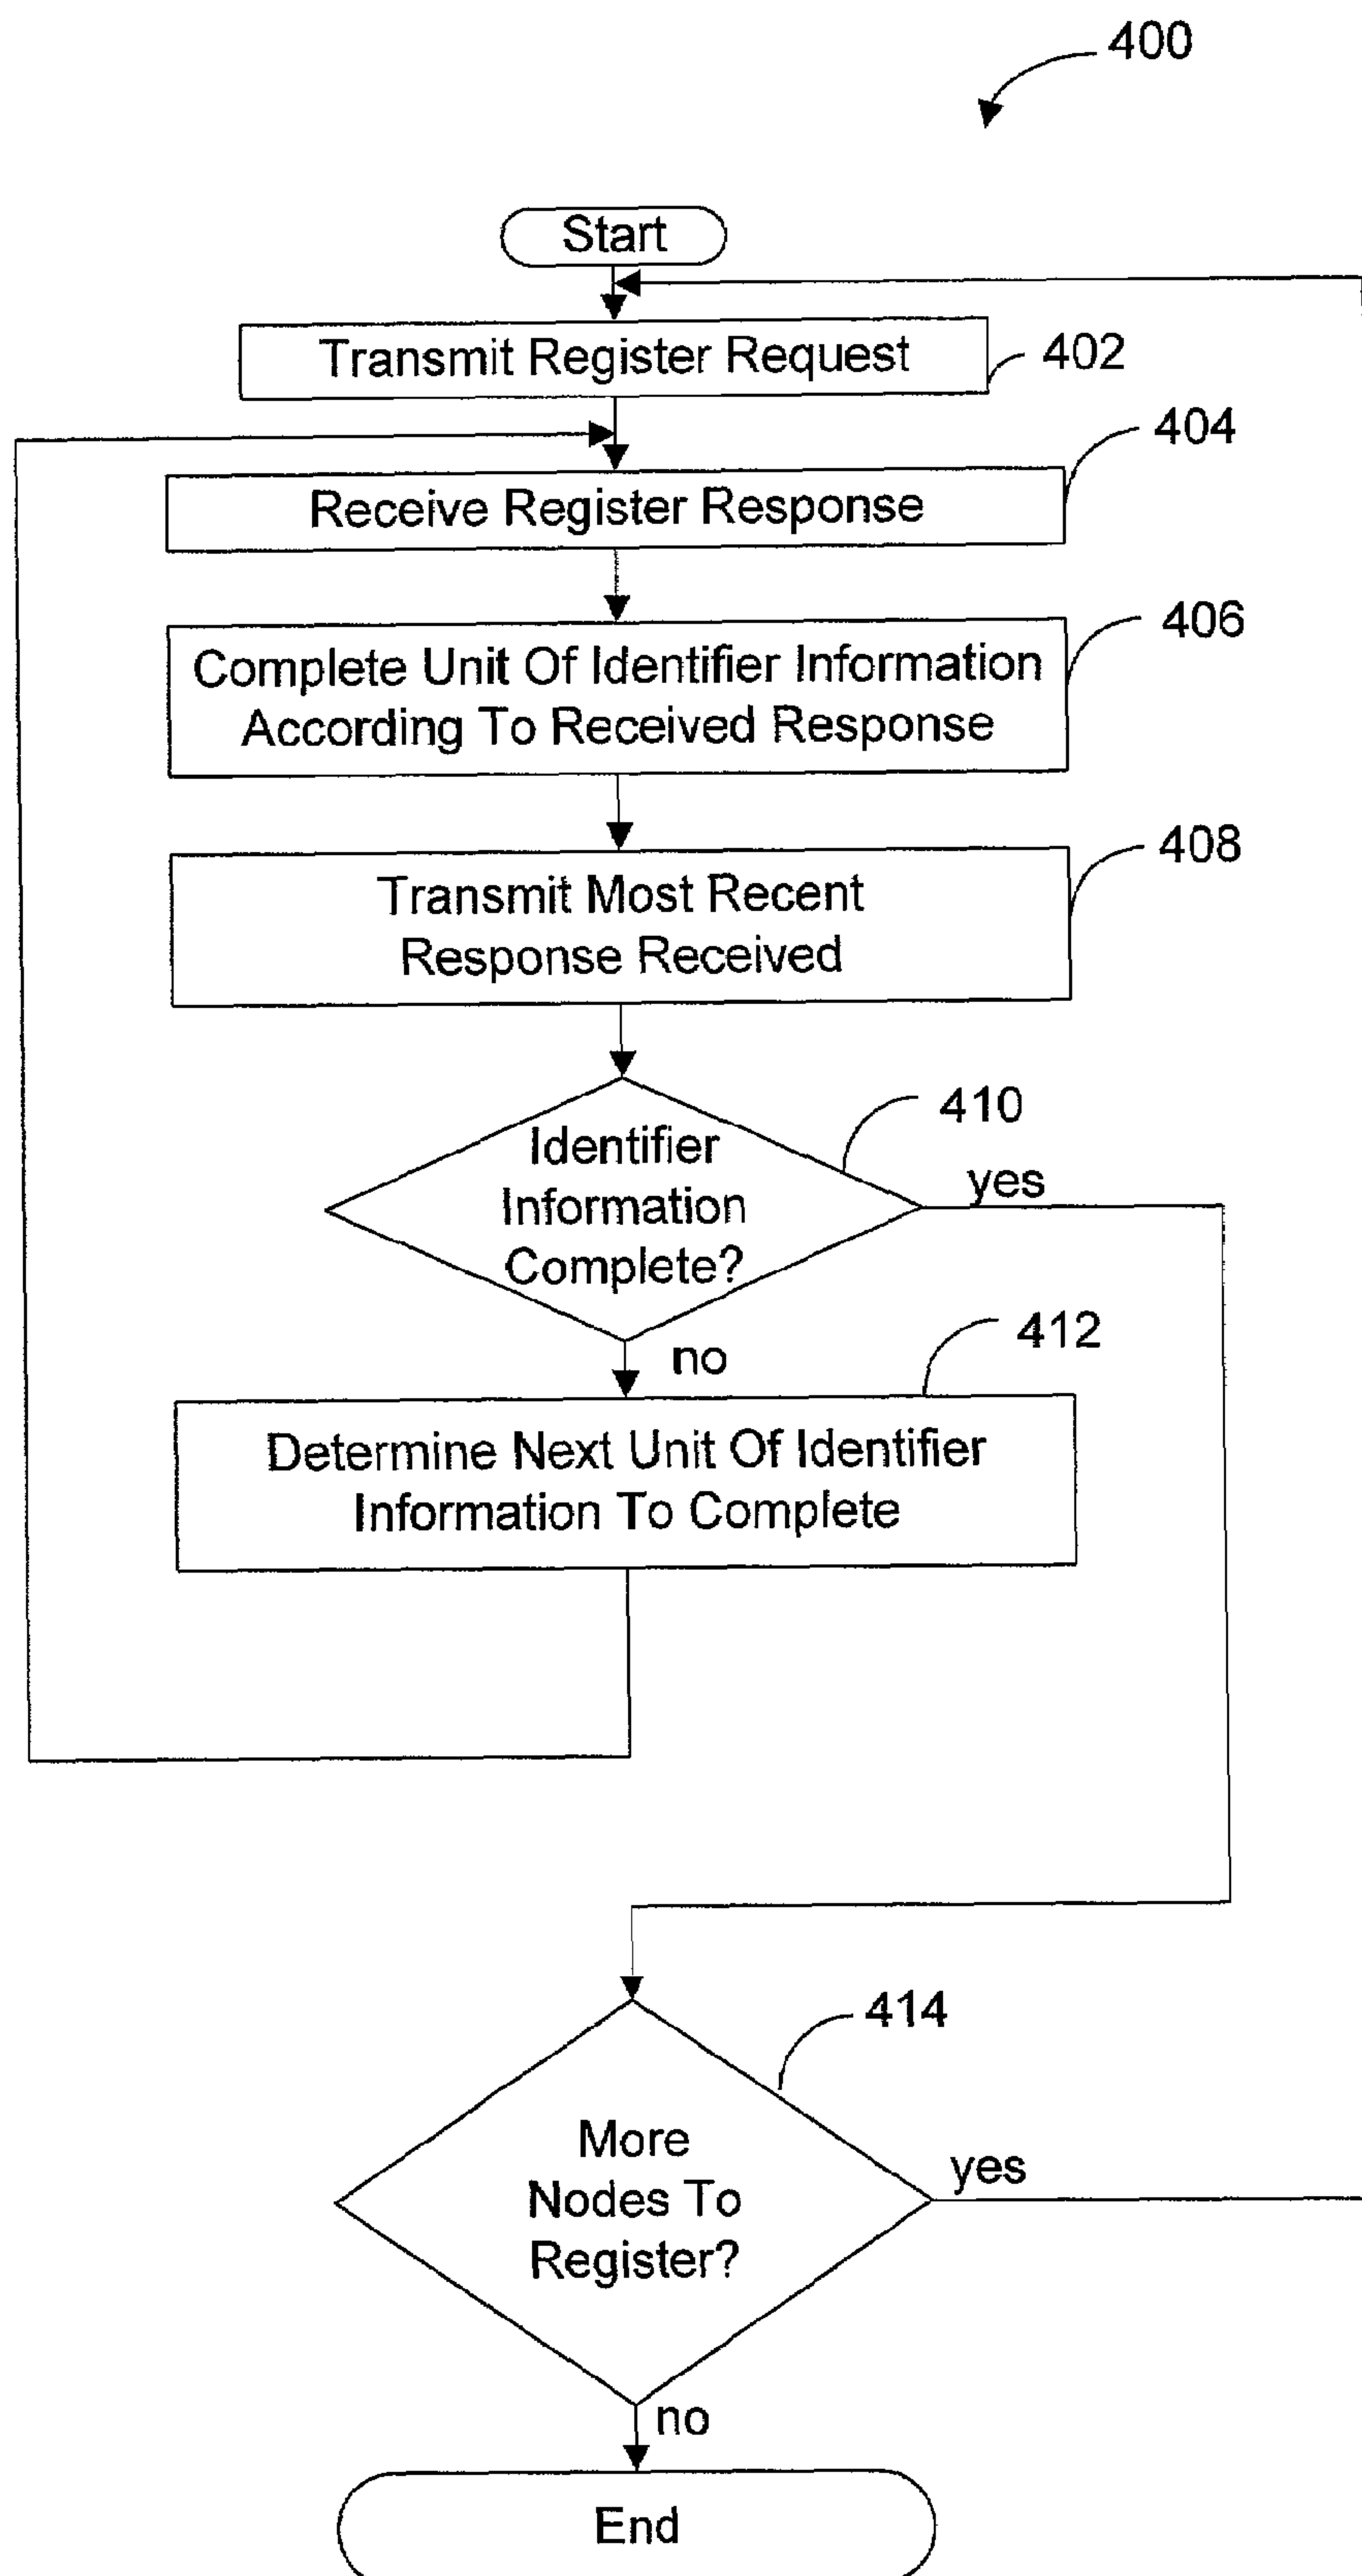 400
Start
Transmit Register Request
402
404
Receive Register Response
406
Complete Unit Of Identifier Information
According To Received Response
408
Transmit Most Recent
Response Received
410
Identifier
Information
Complete?
yes
412
no
Determine Next Unit Of Identifier
Information To Complete
414
More
Nodes To
Register?
yes
no
End